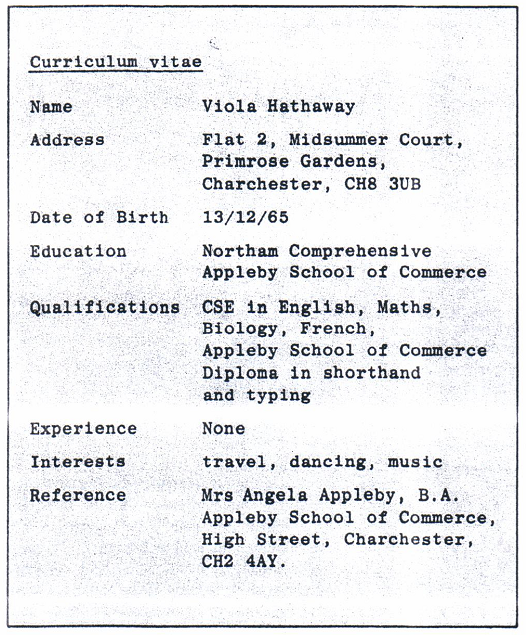 Curriculum vitae
Name Viola Hathaway
Address Flat 2, Midsummer Court,
Primrose Gardens,
Charchester, CH8 3UB
Date of Birth 13/12/65
Education Northam Comprehensive
Appleby School of Commerce
Qualifications CSE in English, Maths,
Biology, French,
Appleby School of Commerce
Diploma in shorthand
and typing
Experience None
Interests travel, dancing, music
Reference Mrs Angela Appleby, B.A.
Appleby School of Commerce,
High Street, Charchester,
CH2 4AY.